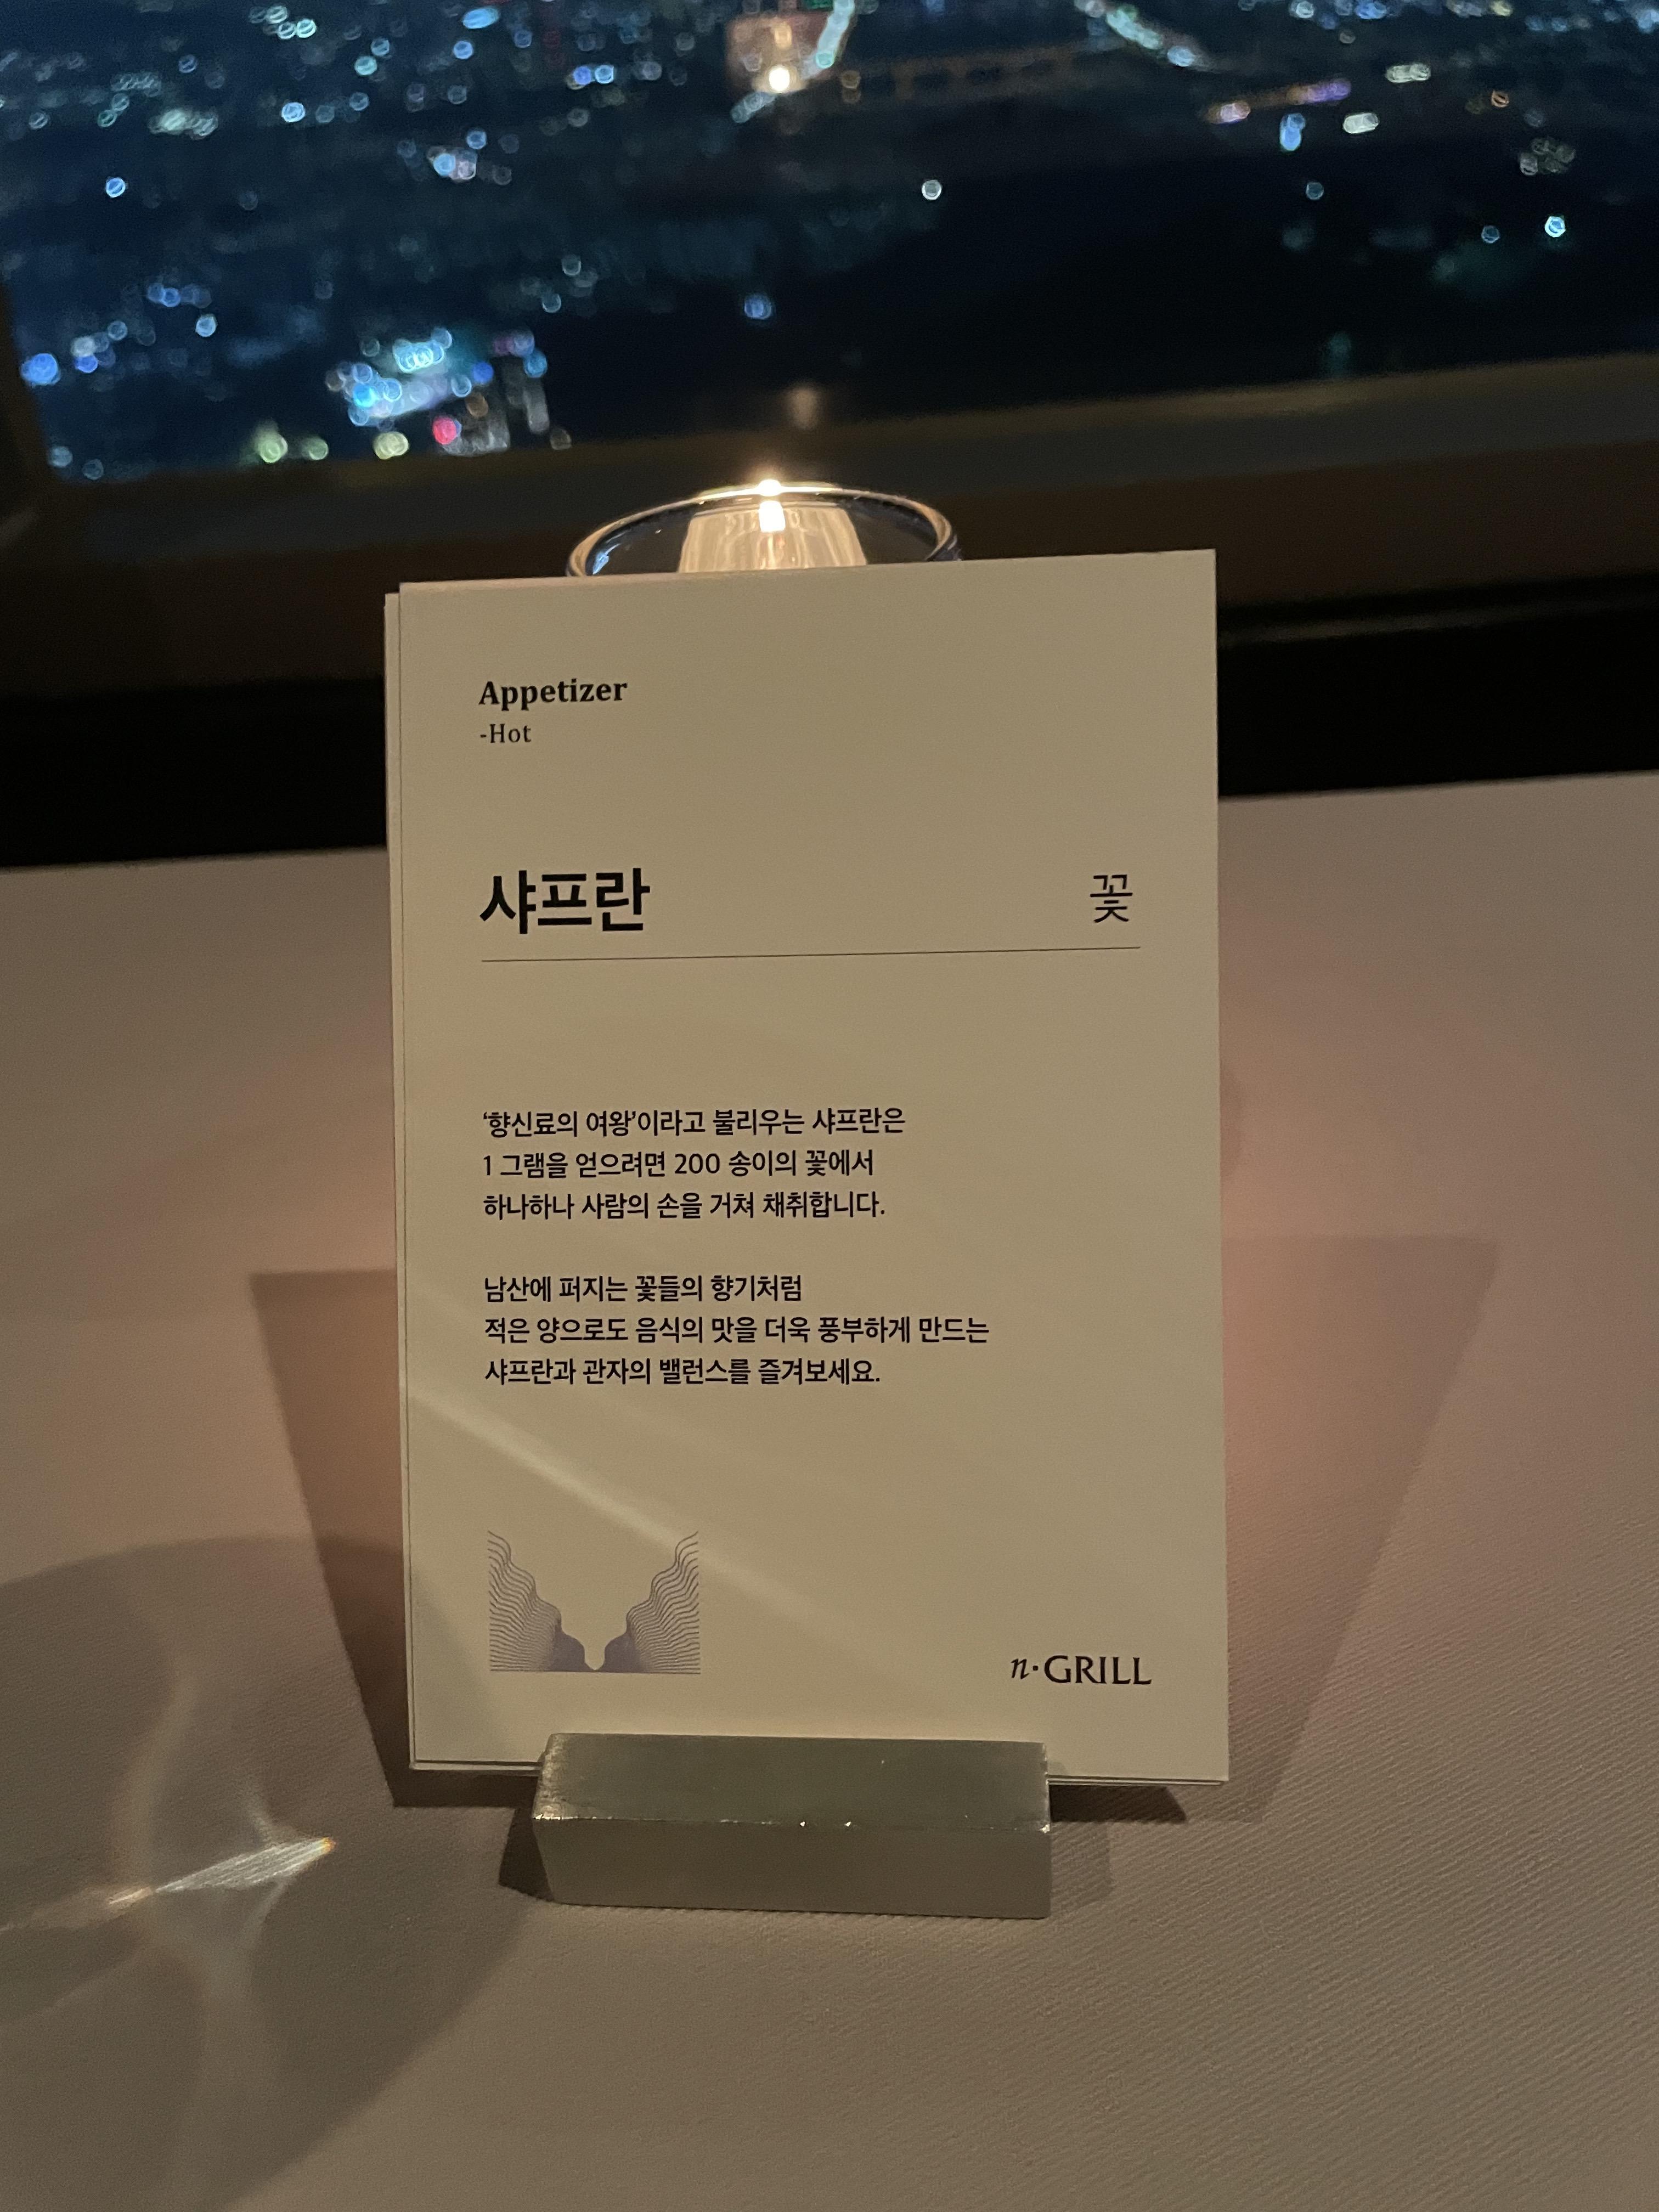 Appetizer
-Hot
샤프란 꽃
‘향신료의 여왕’이라고 불리우는 샤프란은
1 그램을 얻으려면 200 송이의 꽃에서
하나하나 사람의 손을 거쳐 채취합니다.
남산에 퍼지는 꽃들의 향기처럼
적은 양으로도 음식의 맛을 더욱 풍부하게 만드는
샤프란과 관자의 밸런스를 즐겨보세요.
n·GRILL